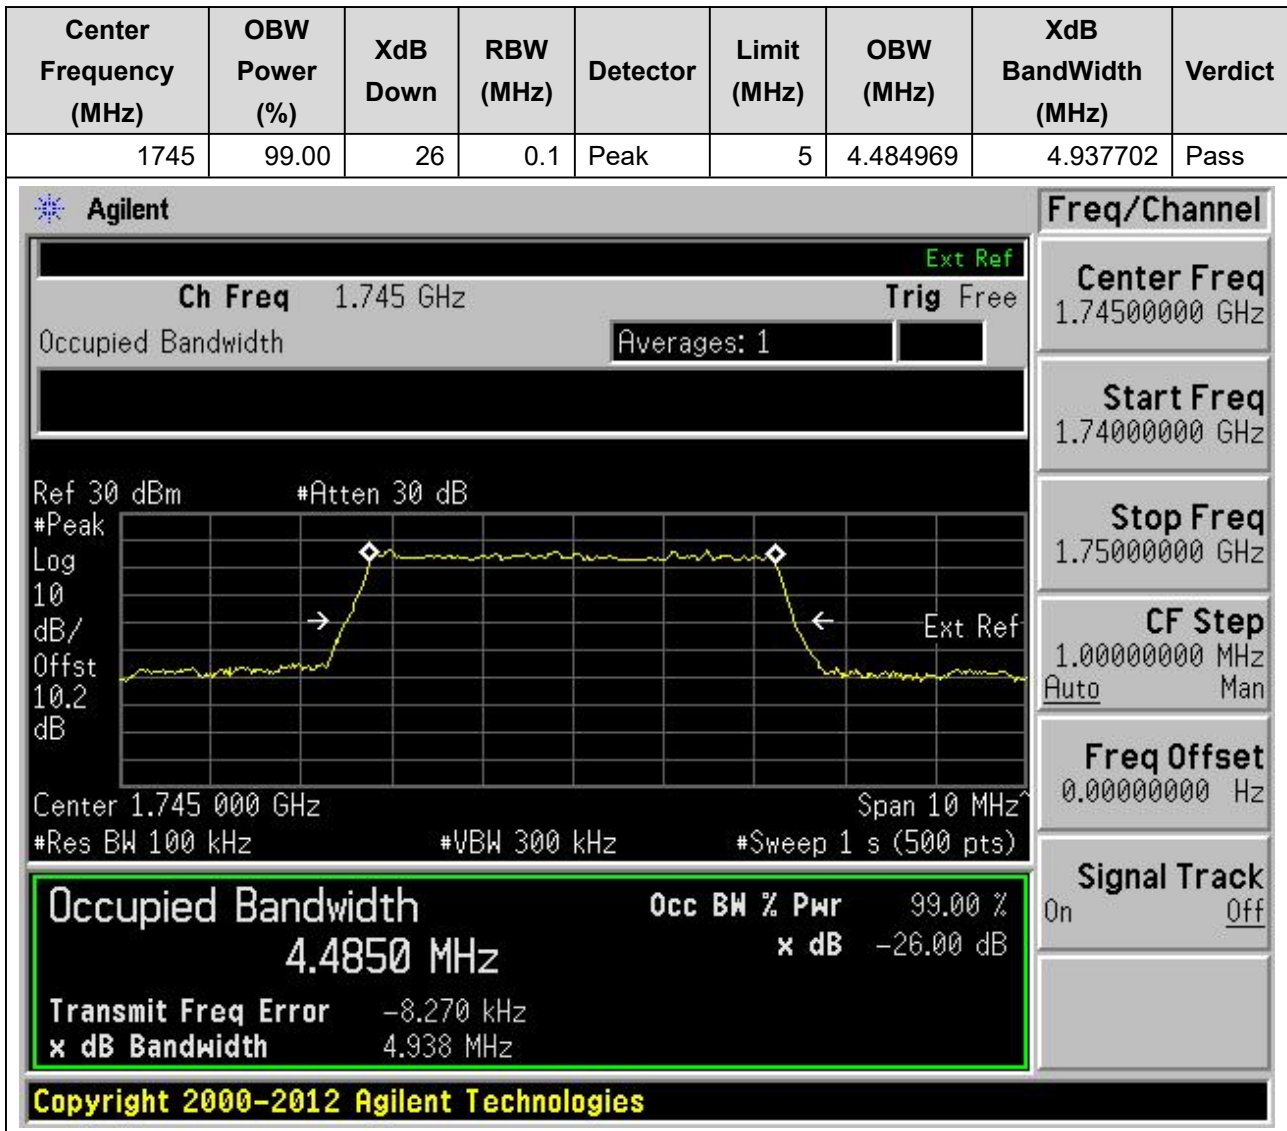 Center Frequency (MHz) OBW Power (%) XdB Down RBW (MHz) Detector Limit (MHz) OBW (MHz) XdB BandWidth (MHz) Verdict
1745 99.00 26 0.1 Peak 5 4.484969 4.937702 Pass
Agilent
Freq/Channel
Ext Ref
Ch Freq 1.745 GHz Trig Free
Occupied Bandwidth Averages: 1
Center Freq
1.74500000 GHz
Start Freq
1.74000000 GHz
Stop Freq
1.75000000 GHz
CF Step
1.00000000 MHz
Auto Man
Freq Offset
0.00000000 Hz
Signal Track
On Off
Ref 30 dBm #Atten 30 dB
#Peak
Log
10
dB/
Offst
10.2
dB
Ext Ref
Center 1.745 000 GHz Span 10 MHz^
#Res BW 100 kHz #VBW 300 kHz #Sweep 1 s (500 pts)
Occupied Bandwidth Occ BW % Pwr 99.00 %
4.4850 MHz x dB -26.00 dB
Transmit Freq Error -8.270 kHz
x dB Bandwidth 4.938 MHz
Copyright 2000-2012 Agilent Technologies